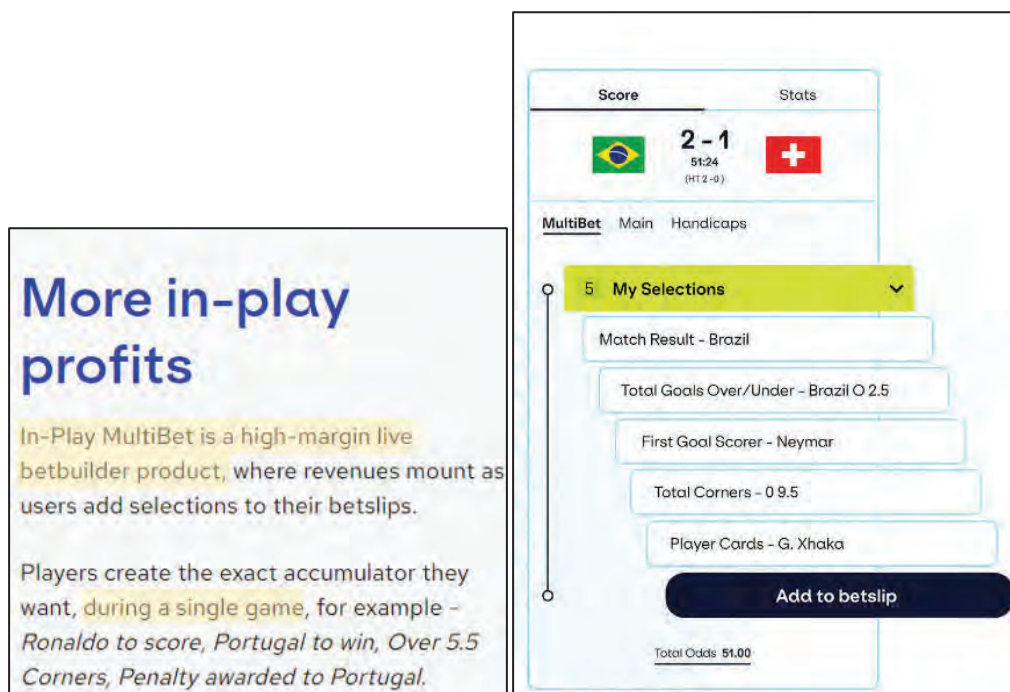 More in-play
profits
In-Play MultiBet is a high-margin live
betbuilder product, where revenues mount as
users add selections to their betslips.
Players create the exact accumulator they
want, during a single game, for example -
Ronaldo to score, Portugal to win, Over 5.5
Corners, Penalty awarded to Portugal.
Score Stats
2 - 1
51:24
(HT 2 -0 )
MultiBet Main Handicaps
5 My Selections
Match Result - Brazil
Total Goals Over/Under - Brazil O 2.5
First Goal Scorer - Neymar
Total Corners - 0 9.5
Player Cards - G. Xhaka
Add to betslip
Total Odds 51.00